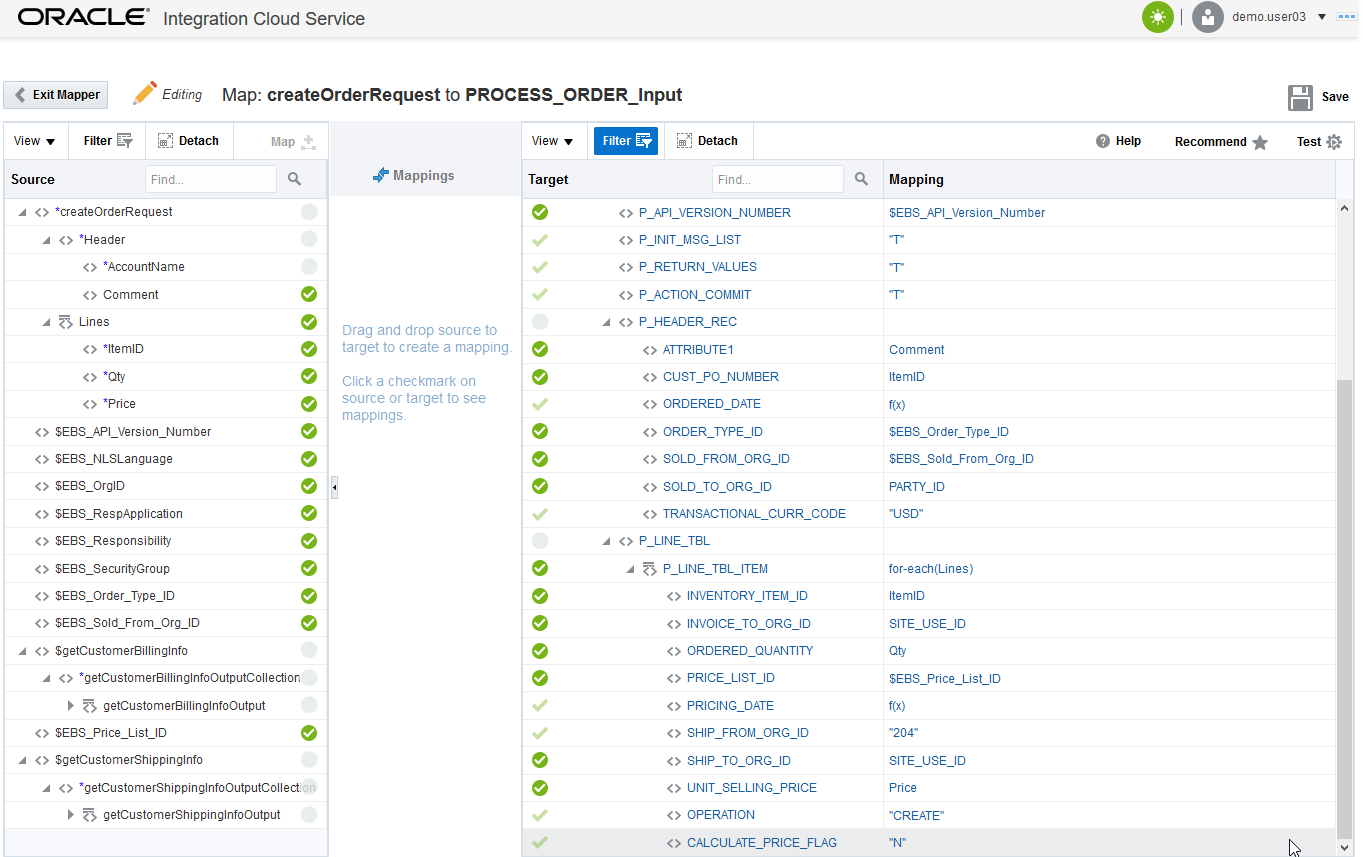 ORACLE Integration Cloud Service demo.user03
Exit Mapper Editing Map: createOrderRequest to PROCESS_ORDER_Input Save
View Filter Detach Map View Filter Detach Help Recommend Test
Source Find... Mappings Target Find... Mapping
*createOrderRequest P_API_VERSION_NUMBER $EBS_API_Version_Number
*Header P_INIT_MSG_LIST "T"
*AccountName P_RETURN_VALUES "T"
Comment P_ACTION_COMMIT "T"
Lines P_HEADER_REC
Drag and drop source to
target to create a mapping.
*ItemID ATTRIBUTE1 Comment
*Qty CUST_PO_NUMBER ItemID
Click a checkmark on
source or target to see
mappings.
*Price ORDERED_DATE f(x)
$EBS_API_Version_Number ORDER_TYPE_ID $EBS_Order_Type_ID
$EBS_NLSLanguage SOLD_FROM_ORG_ID $EBS_Sold_From_Org_ID
$EBS_OrgID SOLD_TO_ORG_ID PARTY_ID
$EBS_RespApplication TRANSACTIONAL_CURR_CODE "USD"
$EBS_Responsibility P_LINE_TBL
$EBS_SecurityGroup P_LINE_TBL_ITEM for-each(Lines)
$EBS_Order_Type_ID INVENTORY_ITEM_ID ItemID
$EBS_Sold_From_Org_ID INVOICE_TO_ORG_ID SITE_USE_ID
$getCustomerBillingInfo ORDERED_QUANTITY Qty
*getCustomerBillingInfoOutputCollection PRICE_LIST_ID $EBS_Price_List_ID
getCustomerBillingInfoOutput PRICING_DATE f(x)
$EBS_Price_List_ID SHIP_FROM_ORG_ID "204"
$getCustomerShippingInfo SHIP_TO_ORG_ID SITE_USE_ID
*getCustomerShippingInfoOutputCollection UNIT_SELLING_PRICE Price
getCustomerShippingInfoOutput OPERATION "CREATE"
CALCULATE_PRICE_FLAG "N"